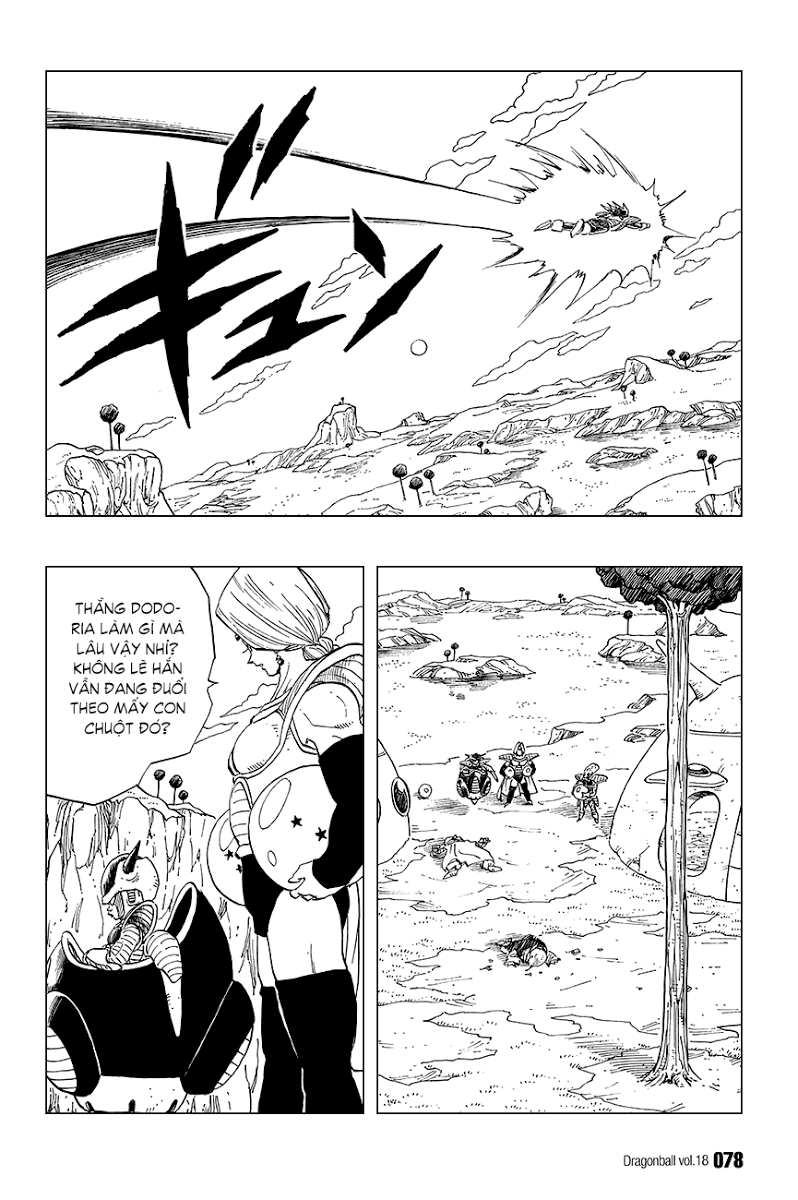 ギュン
THẰNG DODO-
RIA LÀM GÌ MÀ
LÂU VẬY NHỈ?
KHÔNG LẼ HẮN
VẪN ĐANG ĐUỔI
THEO MẤY CON
CHUỘT ĐÓ?
Dragonball vol.18 078